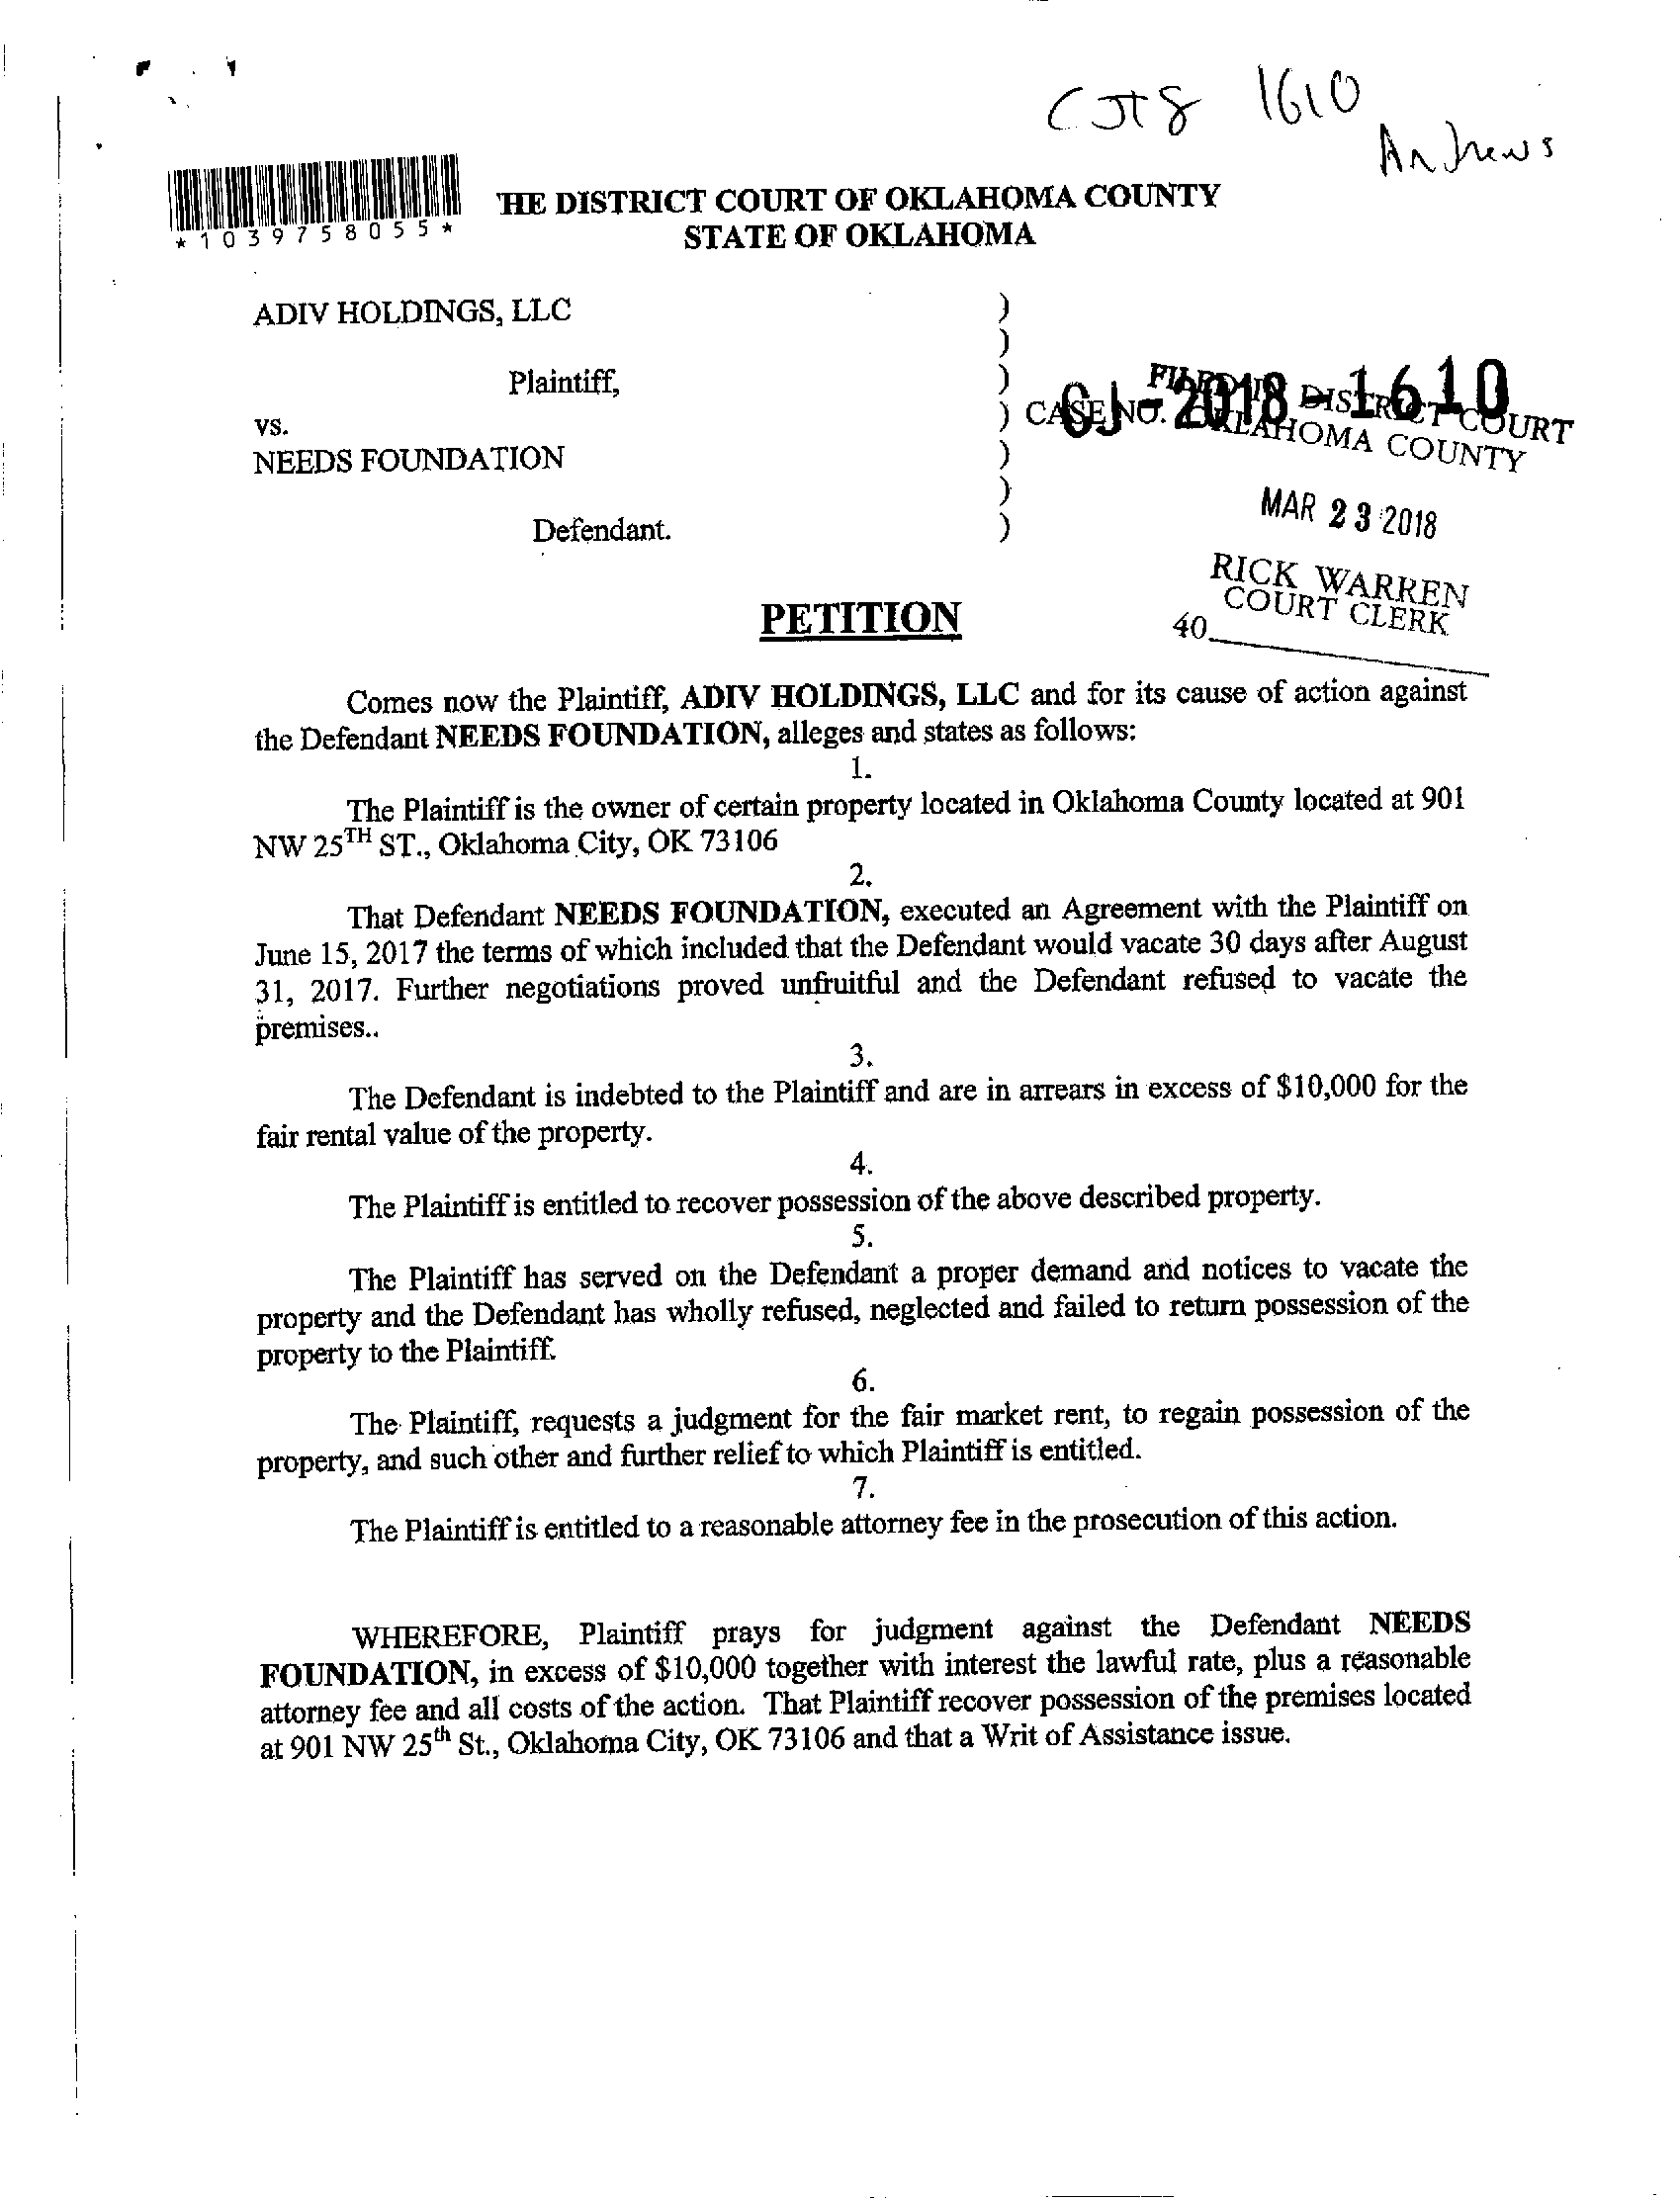 CJ18 1610
Andrews
*1039758055*
THE DISTRICT COURT OF OKLAHOMA COUNTY
STATE OF OKLAHOMA
ADIV HOLDINGS, LLC )
)
Plaintiff, )
vs. ) CASE NO. CJ-2018-1610
FILED IN DISTRICT COURT
OKLAHOMA COUNTY
NEEDS FOUNDATION )
)
MAR 23 2018
Defendant. )
RICK WARREN
COURT CLERK
40
PETITION
Comes now the Plaintiff, ADIV HOLDINGS, LLC and for its cause of action against
the Defendant NEEDS FOUNDATION, alleges and states as follows:
1.
The Plaintiff is the owner of certain property located in Oklahoma County located at 901
NW 25TH ST., Oklahoma City, OK 73106
2.
That Defendant NEEDS FOUNDATION, executed an Agreement with the Plaintiff on
June 15, 2017 the terms of which included that the Defendant would vacate 30 days after August
31, 2017. Further negotiations proved unfruitful and the Defendant refused to vacate the
premises..
3.
The Defendant is indebted to the Plaintiff and are in arrears in excess of $10,000 for the
fair rental value of the property.
4.
The Plaintiff is entitled to recover possession of the above described property.
5.
The Plaintiff has served on the Defendant a proper demand and notices to vacate the
property and the Defendant has wholly refused, neglected and failed to return possession of the
property to the Plaintiff.
6.
The Plaintiff, requests a judgment for the fair market rent, to regain possession of the
property, and such other and further relief to which Plaintiff is entitled.
7.
The Plaintiff is entitled to a reasonable attorney fee in the prosecution of this action.
WHEREFORE, Plaintiff prays for judgment against the Defendant NEEDS
FOUNDATION, in excess of $10,000 together with interest the lawful rate, plus a reasonable
attorney fee and all costs of the action. That Plaintiff recover possession of the premises located
at 901 NW 25th St., Oklahoma City, OK 73106 and that a Writ of Assistance issue.